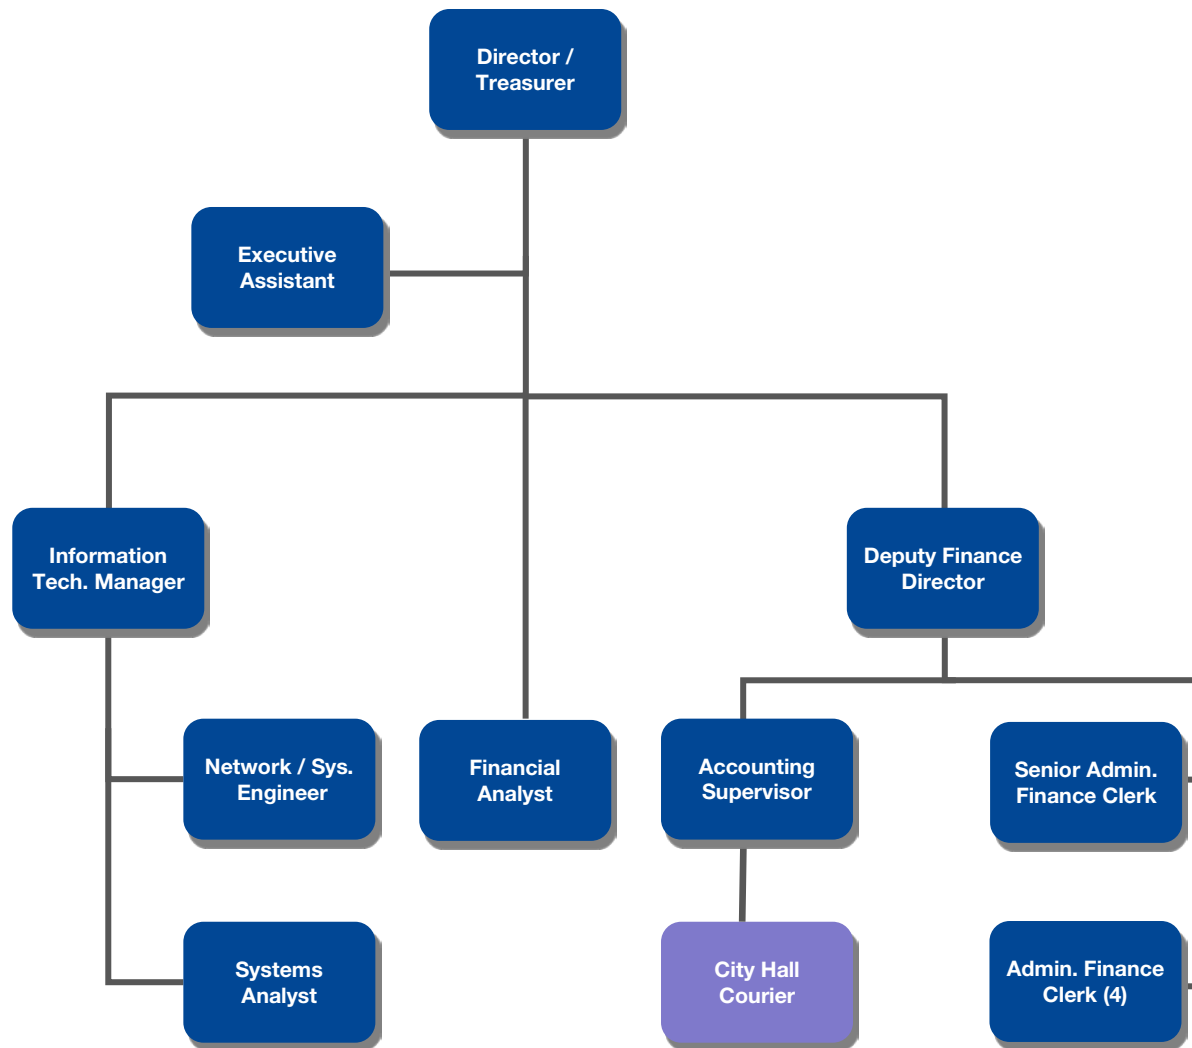 Director /
Treasurer
Executive
Assistant
Information
Tech. Manager
Deputy Finance
Director
Network / Sys.
Engineer
Financial
Analyst
Accounting
Supervisor
Senior Admin.
Finance Clerk
Systems
Analyst
City Hall
Courier
Admin. Finance
Clerk (4)